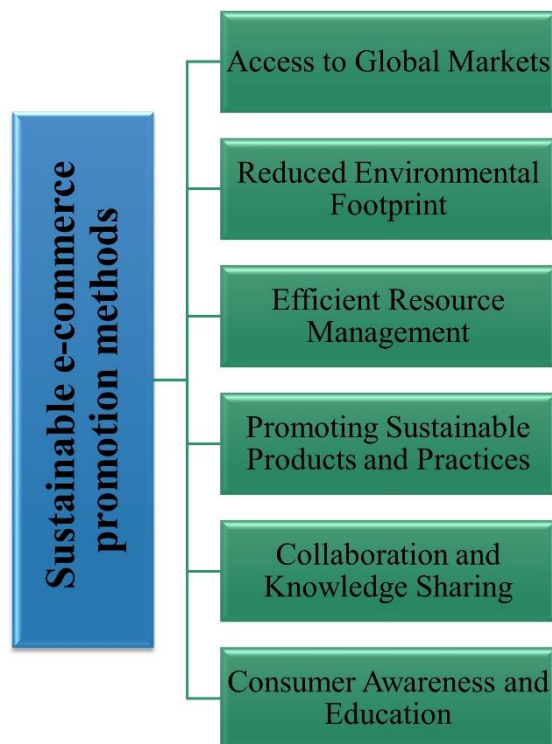 Sustainable e-commerce
promotion methods
Access to Global Markets
Reduced Environmental
Footprint
Efficient Resource
Management
Promoting Sustainable
Products and Practices
Collaboration and
Knowledge Sharing
Consumer Awareness and
Education